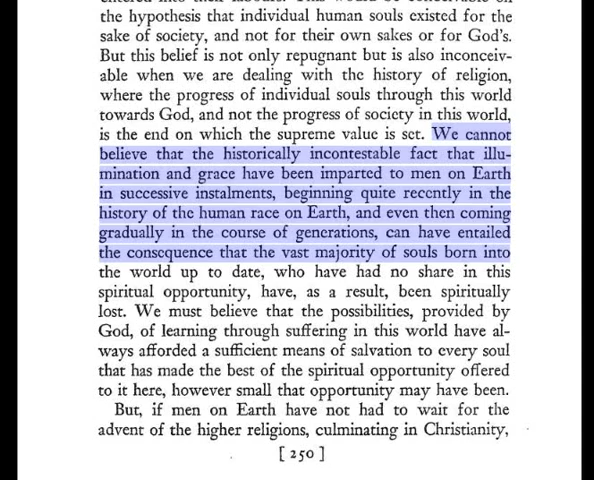 the hypothesis that individual human souls existed for the
sake of society, and not for their own sakes or for God's.
But this belief is not only repugnant but is also inconceiv-
able when we are dealing with the history of religion,
where the progress of individual souls through this world
towards God, and not the progress of society in this world,
is the end on which the supreme value is set. We cannot
believe that the historically incontestable fact that illu-
mination and grace have been imparted to men on Earth
in successive instalments, beginning quite recently in the
history of the human race on Earth, and even then coming
gradually in the course of generations, can have entailed
the consequence that the vast majority of souls born into
the world up to date, who have had no share in this
spiritual opportunity, have, as a result, been spiritually
lost. We must believe that the possibilities, provided by
God, of learning through suffering in this world have al-
ways afforded a sufficient means of salvation to every soul
that has made the best of the spiritual opportunity offered
to it here, however small that opportunity may have been.
But, if men on Earth have not had to wait for the
advent of the higher religions, culminating in Christianity,
[ 250 ]